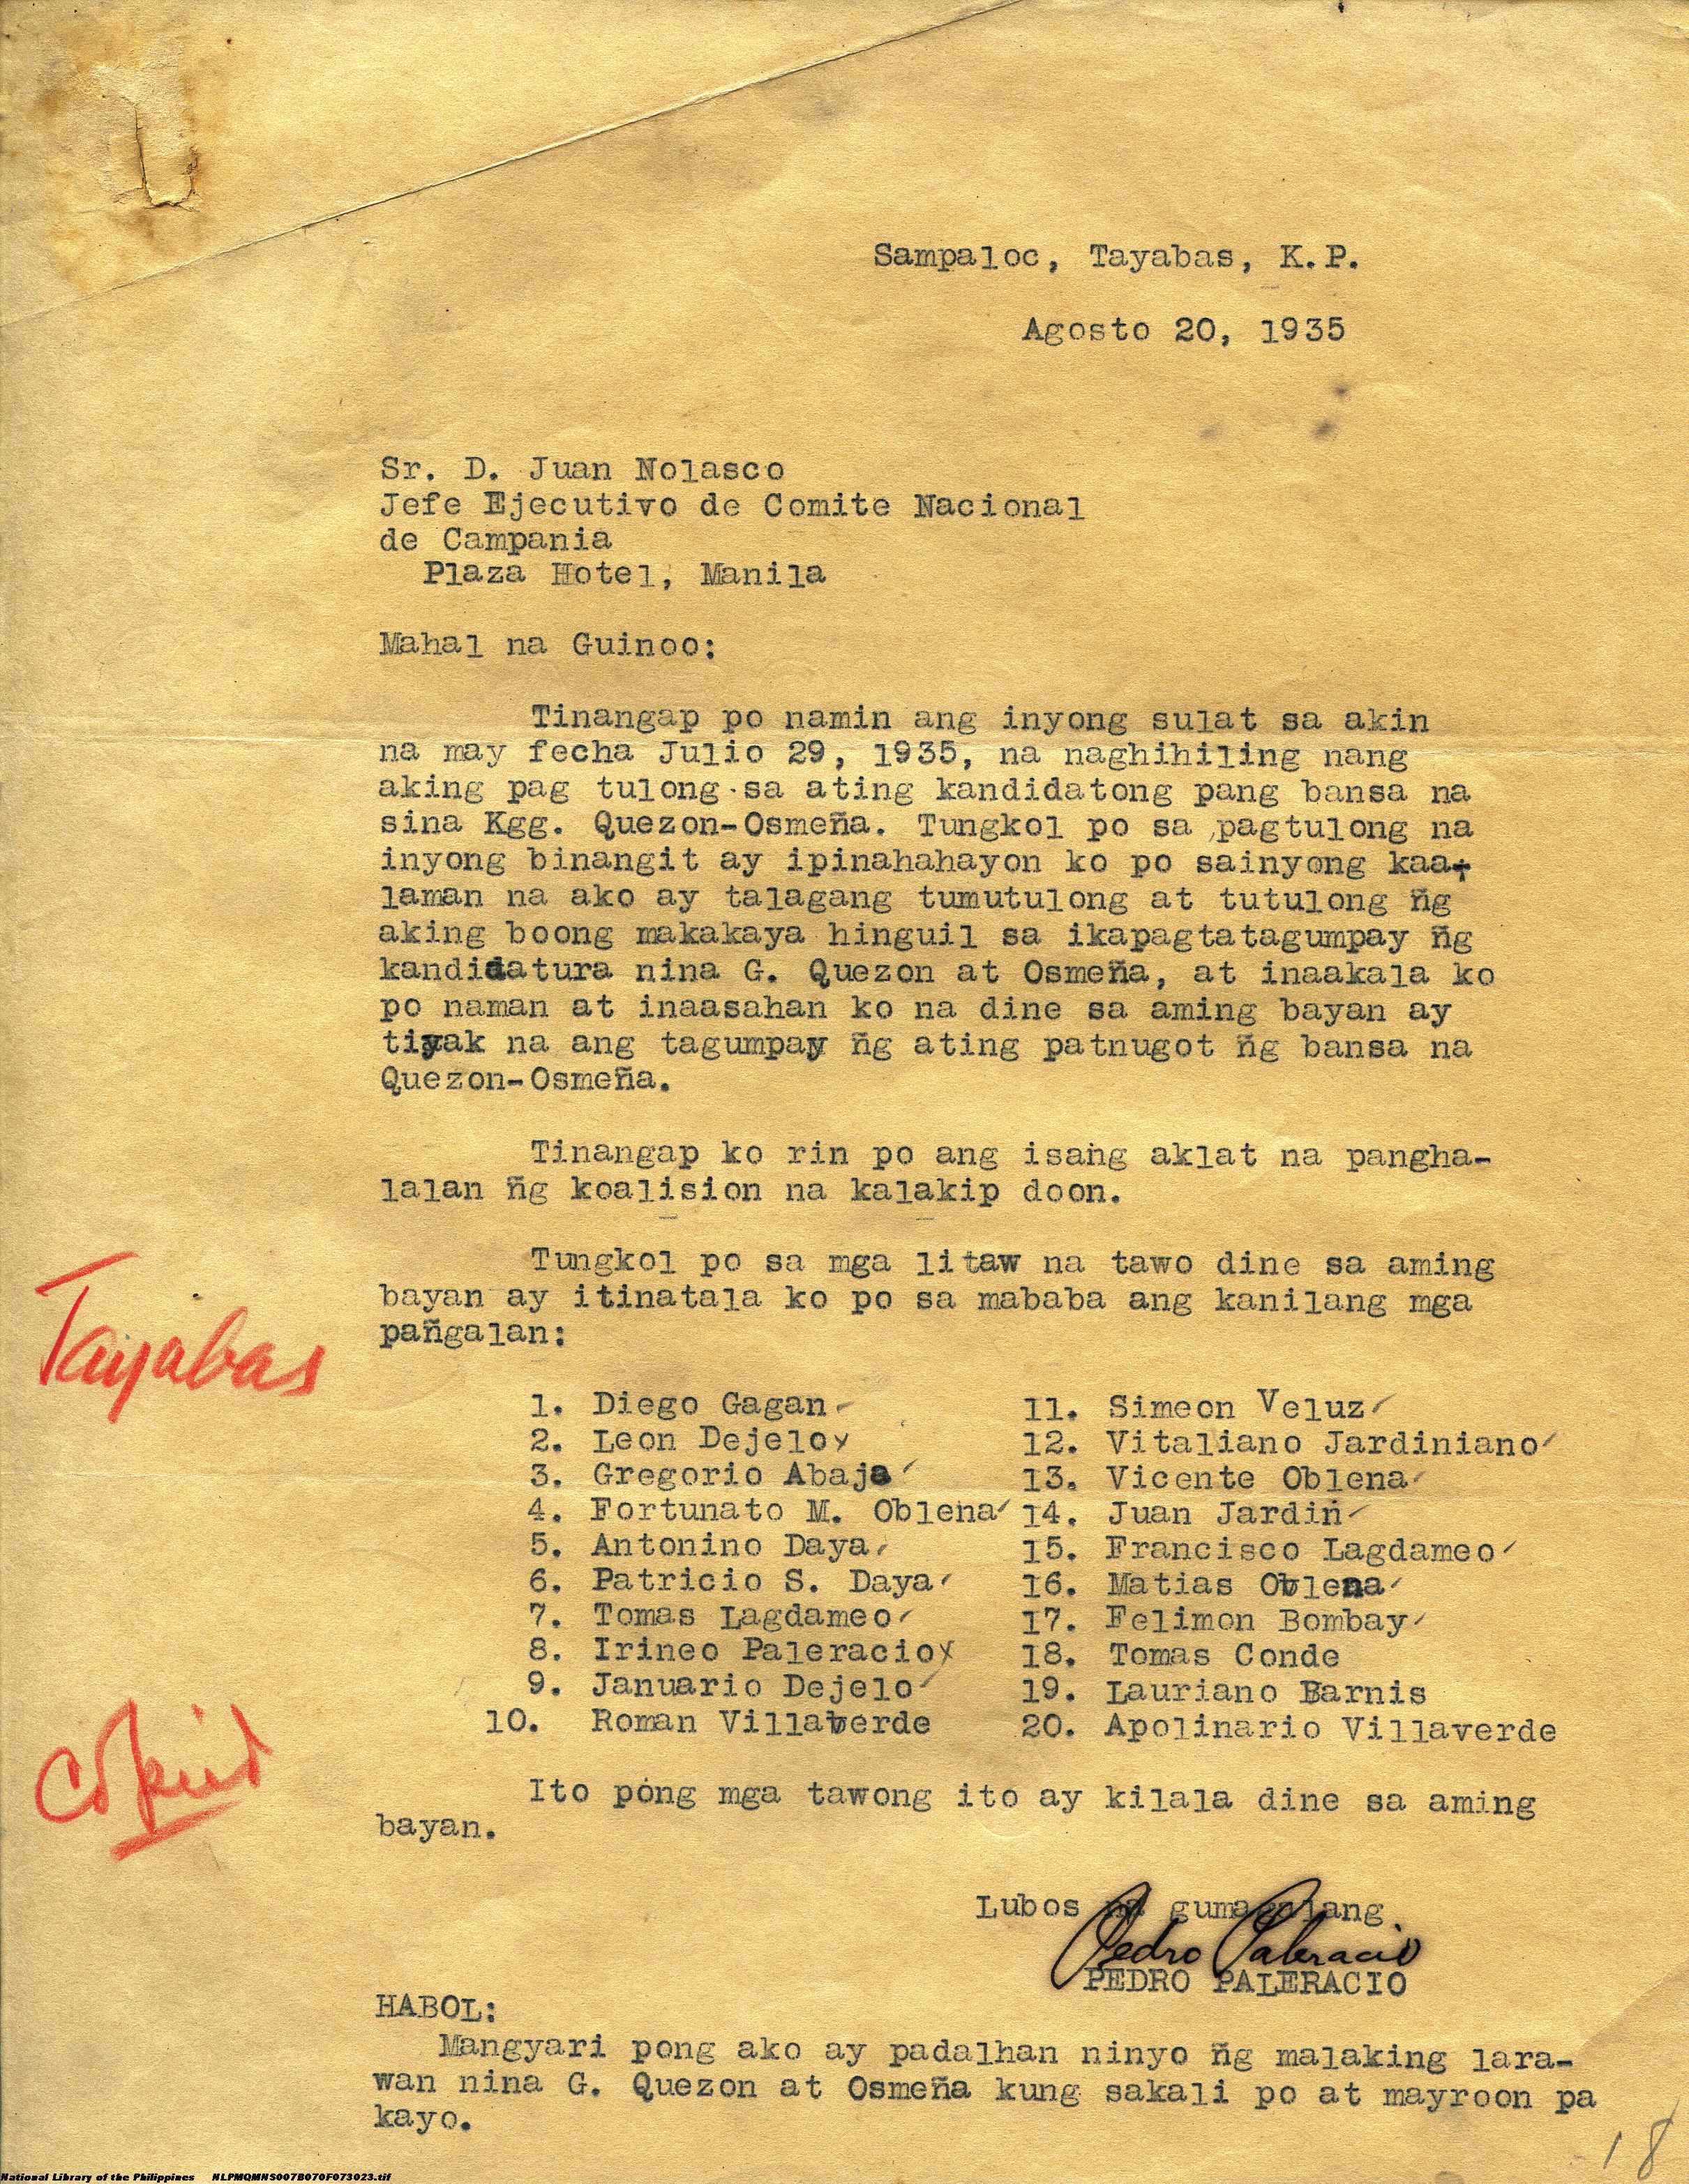 Sampaloc, Tayabas, K.P.
Agosto 20, 1935
Sr. D. Juan Nolasco
Jefe Ejecutivo de Comite Nacional
de Campania
Plaza Hotel, Manila
Mahal na Guinoo:
Tinangap po namin ang inyong sulat sa akin
na may fecha Julio 29, 1935, na naghihiling nang
aking pag tulong sa ating kandidatong pang bansa na
sina Kgg. Quezon-Osmeña. Tungkol po sa pagtulong na
inyong binangit ay ipinahahayon ko po sainyong kaa-
laman na ako ay talagang tumutulong at tutulong ñg
aking boong makakaya hinguil sa ikapagtatagumpay ñg
kandidatura nina G. Quezon at Osmeña, at inaakala ko
po naman at inaasahan ko na dine sa aming bayan ay
tiyak na ang tagumpay ñg ating patnugot ñg bansa na
Quezon-Osmeña.
Tinangap ko rin po ang isang aklat na pangha-
lalan ñg koalision na kalakip doon.
Tungkol po sa mga litaw na tawo dine sa aming
bayan ay itinatala ko po sa mababa ang kanilang mga
pañgalan:
Tayabas
1. Diego Gagan 11. Simeon Veluz
2. Leon Dejelo 12. Vitaliano Jardiniano
3. Gregorio Abaja 13. Vicente Oblena
4. Fortunato M. Oblena 14. Juan Jardin
5. Antonino Daya 15. Francisco Lagdameo
6. Patricio S. Daya 16. Matias Oblena
7. Tomas Lagdameo 17. Felimon Bombay
8. Irineo Paleracio 18. Tomas Conde
9. Januario Dejelo 19. Lauriano Barnis
10. Roman Villaverde 20. Apolinario Villaverde
Ito pong mga tawong ito ay kilala dine sa aming
bayan.
Lubos na gumagalang
Pedro Paleracio
PEDRO PALERACIO
HABOL:
Mangyari pong ako ay padalhan ninyo ñg malaking lara-
wan nina G. Quezon at Osmeña kung sakali po at mayroon pa
kayo.
18
National Library of the Philippines NLPMQMNS007B070F073023.tif